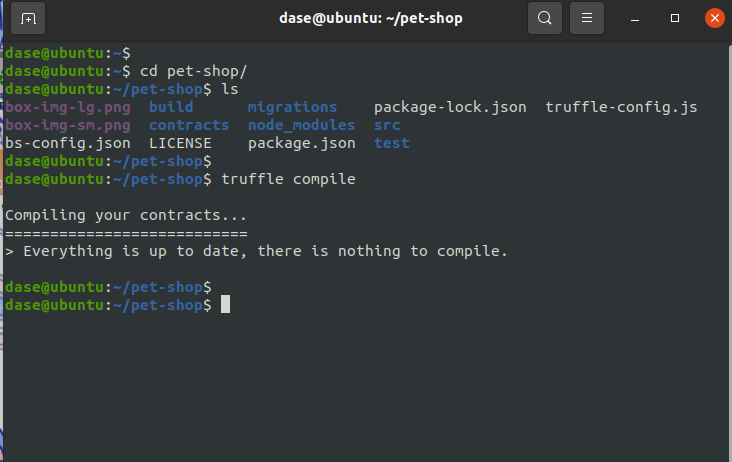 dase@ubuntu: ~/pet-shop
dase@ubuntu:~$
dase@ubuntu:~$ cd pet-shop/
dase@ubuntu:~/pet-shop$ ls
box-img-lg.png  build      migrations    package-lock.json  truffle-config.js
box-img-sm.png  contracts  node_modules  src
bs-config.json  LICENSE    package.json  test
dase@ubuntu:~/pet-shop$
dase@ubuntu:~/pet-shop$ truffle compile
Compiling your contracts...
===========================
> Everything is up to date, there is nothing to compile.
dase@ubuntu:~/pet-shop$
dase@ubuntu:~/pet-shop$